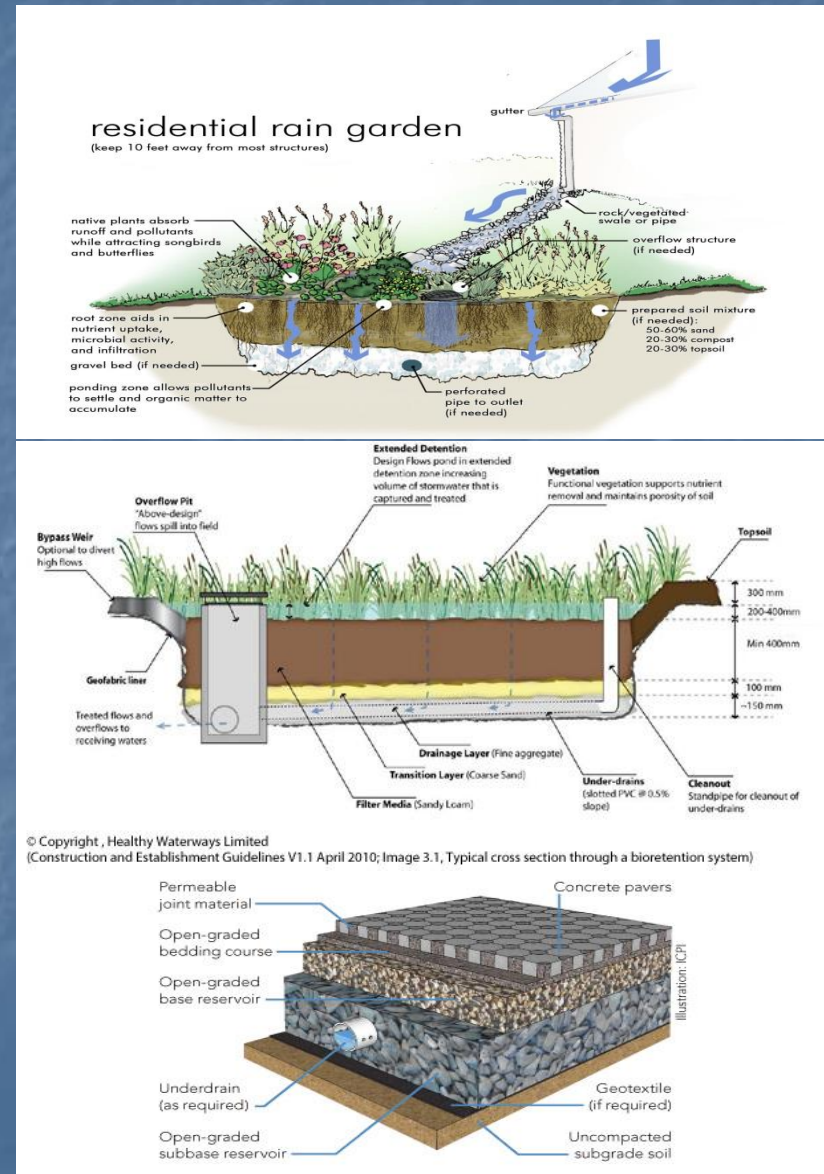 residential rain garden
(keep 10 feet away from most structures)
gutter
native plants absorb
runoff and pollutants
while attracting songbirds
and butterflies
rock/vegetated
swale or pipe
overflow structure
(if needed)
root zone aids in
nutrient uptake,
microbial activity,
and infiltration
prepared soil mixture
(if needed):
50-60% sand
20-30% compost
20-30% topsoil
gravel bed (if needed)
ponding zone allows pollutants
to settle and organic matter to
accumulate
perforated
pipe to outlet
(if needed)
Extended Detention
Design Flows pond in extended
detention zone increasing
volume of stormwater that is
captured and treated
Vegetation
Functional vegetation supports nutrient
removal and maintains porosity of soil
Overflow Pit
"Above-design"
flows spill into field
Bypass Weir
Optional to divert
high flows
Topsoil
300 mm
200-400mm
Min 400mm
100 mm
~150 mm
Geofabric liner
Treated flows and
overflows to
receiving waters
Drainage Layer (Fine aggregate)
Transition Layer (Coarse Sand)
Filter Media (Sandy Loam)
Under-drains
(slotted PVC @ 0.5%
slope)
Cleanout
Standpipe for cleanout of
under-drains
© Copyright , Healthy Waterways Limited
(Construction and Establishment Guidelines V1.1 April 2010; Image 3.1, Typical cross section through a bioretention system)
Permeable
joint material
Concrete pavers
Open-graded
bedding course
Open-graded
base reservoir
Illustration: ICPI
Underdrain
(as required)
Geotextile
(if required)
Open-graded
subbase reservoir
Uncompacted
subgrade soil